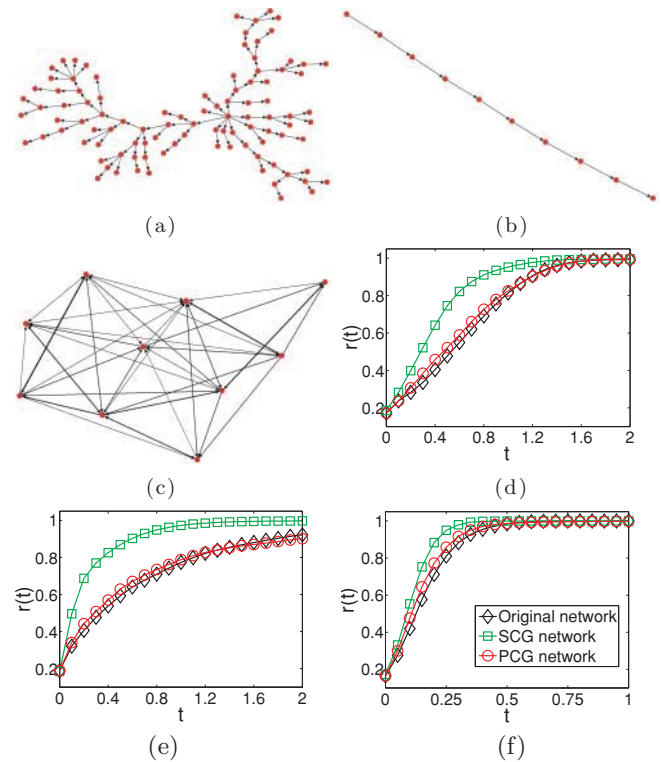 (a)
(b)
(c)
1
0.8
0.6
0.4
0.2
r(t)
0 0.4 0.8 1.2 1.6 2
t
(d)
1
0.8
0.6
0.4
0.2
r(t)
0 0.4 0.8 1.2 1.6 2
t
(e)
1
0.8
0.6
0.4
0.2
r(t)
Original network
SCG network
PCG network
0 0.25 0.5 0.75 1
t
(f)